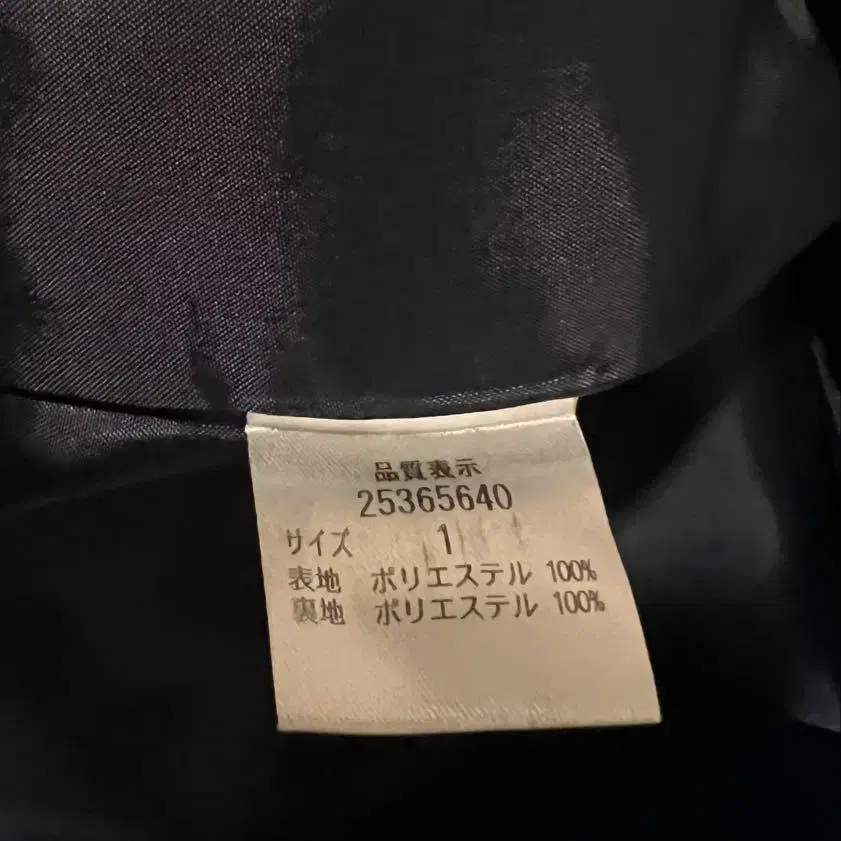 品質表示
25365640
サイズ 1
表地 ポリエステル 100%
裏地 ポリエステル 100%